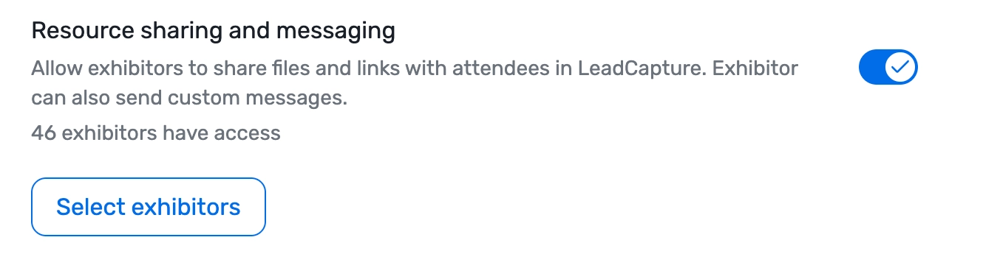 Resource sharing and messaging
Allow exhibitors to share files and links with attendees in LeadCapture. Exhibitor
can also send custom messages.
46 exhibitors have access
Select exhibitors